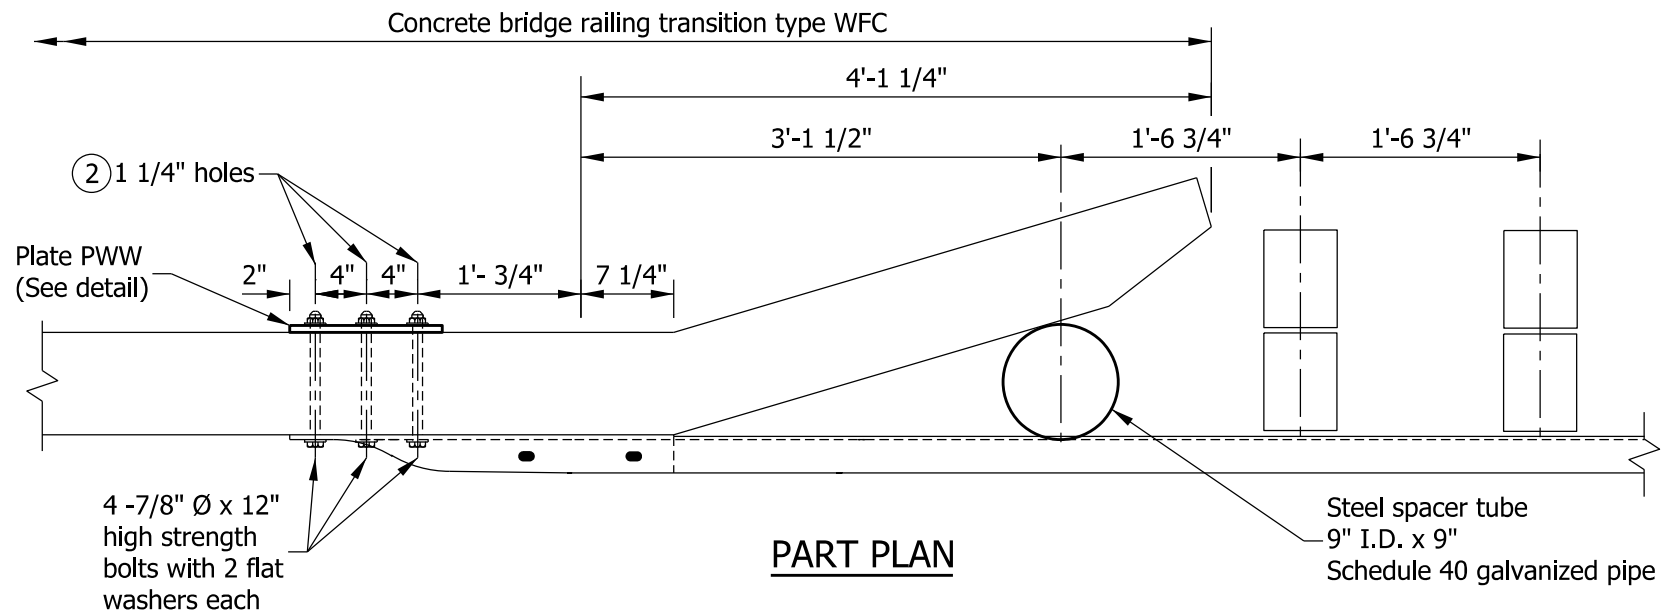 Concrete bridge railing transition type WFC
4'-1 1/4"
3'-1 1/2"
1'-6 3/4"
1'-6 3/4"
2 1 1/4" holes
Plate PWW
(See detail)
2"
4"
4"
1'- 3/4"
7 1/4"
4 -7/8" Ø x 12"
high strength
bolts with 2 flat
washers each
PART PLAN
Steel spacer tube
9" I.D. x 9"
Schedule 40 galvanized pipe